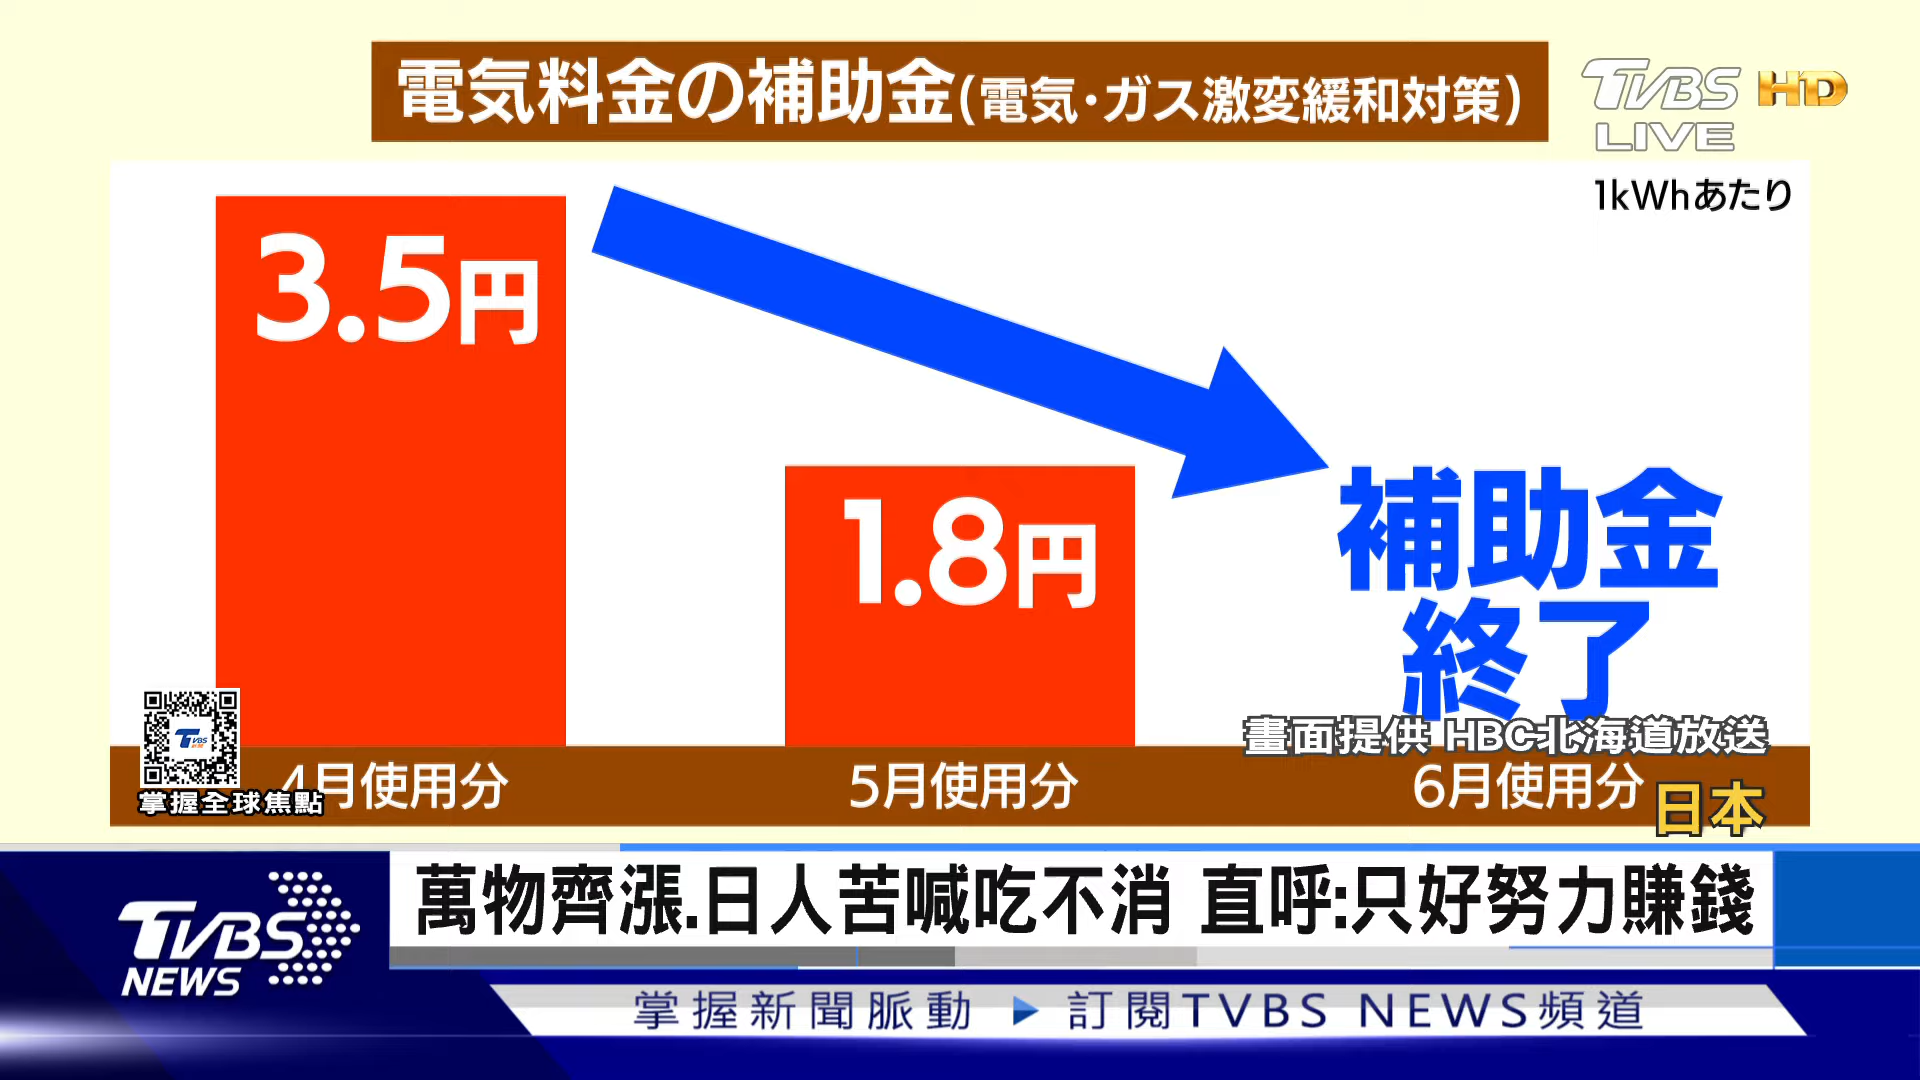 電気料金の補助金(電気・ガス激変緩和対策)
TVBS HD
LIVE
1kWhあたり
3.5円
1.8円
補助金
終了
畫面提供 HBC北海道放送
4月使用分
5月使用分
6月使用分
TVBS
新聞
掌握全球焦點
日本
萬物齊漲.日人苦喊吃不消 直呼:只好努力賺錢
TVBS
NEWS
掌握新聞脈動 ▶ 訂閱TVBS NEWS頻道